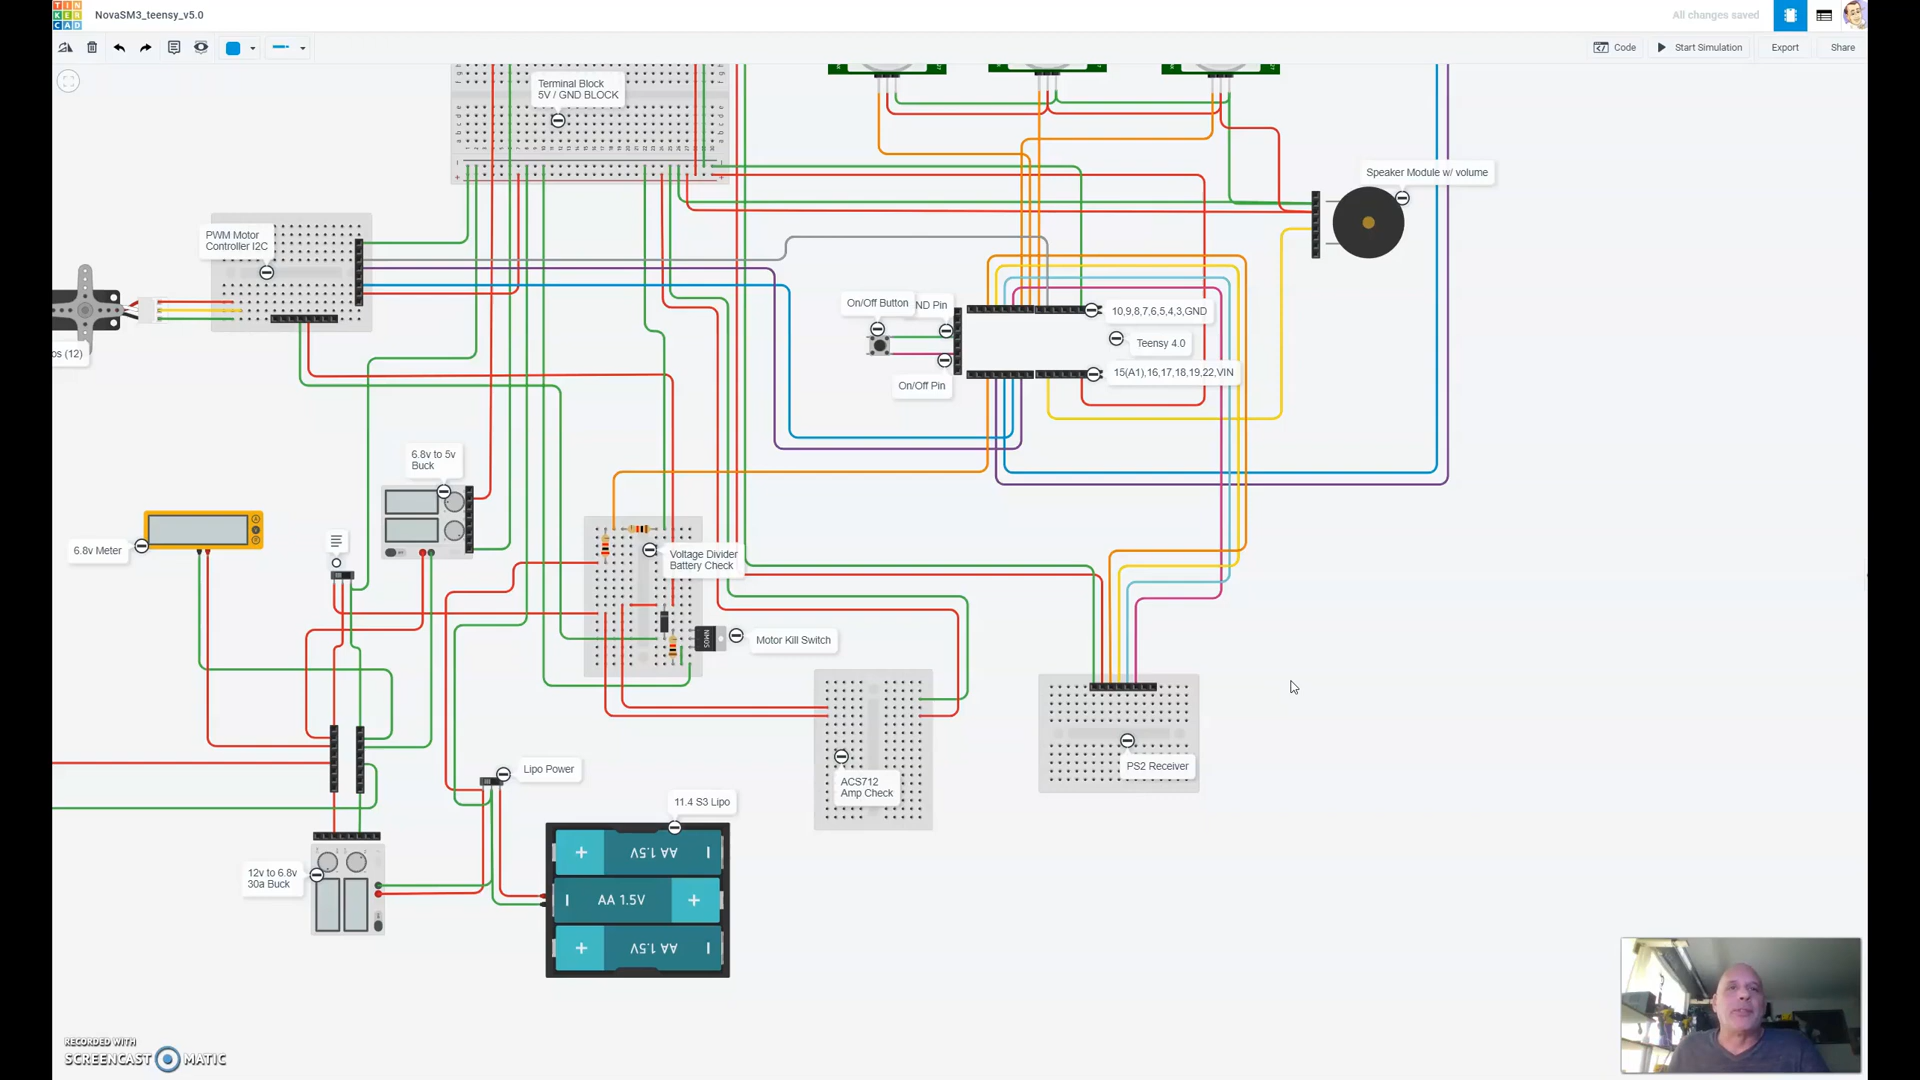 TIN
KER
CAD
NovaSM3_teensy_v5.0
All changes saved
Code
Start Simulation
Export
Share
Terminal Block
5V / GND BLOCK
Speaker Module w/ volume
PWM Motor
Controller I2C
On/Off Button
ND Pin
10,9,8,7,6,5,4,3,GND
Teensy 4.0
os (12)
15(A1),16,17,18,19,22,VIN
On/Off Pin
6.8v to 5v
Buck
6.8v Meter
Voltage Divider
Battery Check
NMOS
Motor Kill Switch
Lipo Power
ACS712
Amp Check
PS2 Receiver
11.4 S3 Lipo
12v to 6.8v
30a Buck
AA 1.5V
AA 1.5V
AA 1.5V
RECORDED WITH
SCREENCAST MATIC